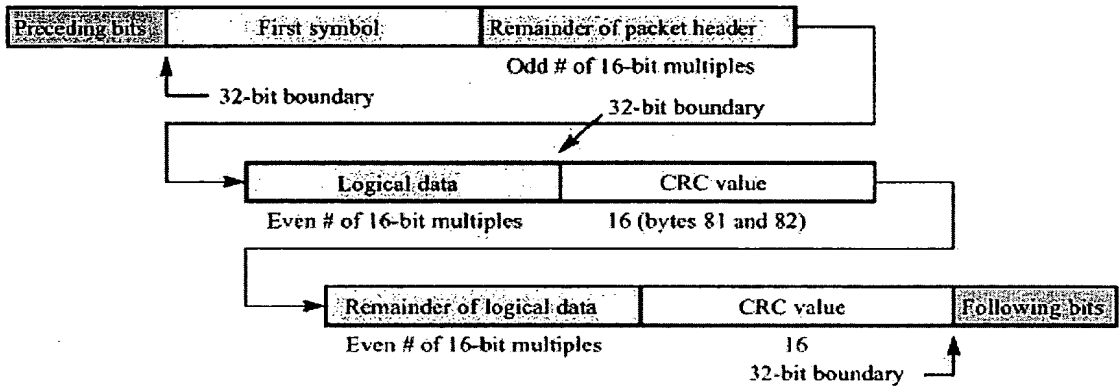 Preceding bits First symbol Remainder of packet header
Odd # of 16-bit multiples
32-bit boundary
32-bit boundary
Logical data CRC value
Even # of 16-bit multiples 16 (bytes 81 and 82)
Remainder of logical data CRC value Following bits
Even # of 16-bit multiples 16
32-bit boundary